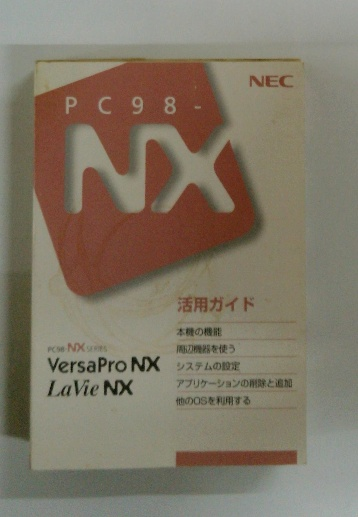 NEC
PC98-
NX
活用ガイド
本機の機能
周辺機器を使う
システムの設定
アプリケーションの削除と追加
他のOSを利用する
PC98-NX SERIES
VersaPro NX
LaVie NX